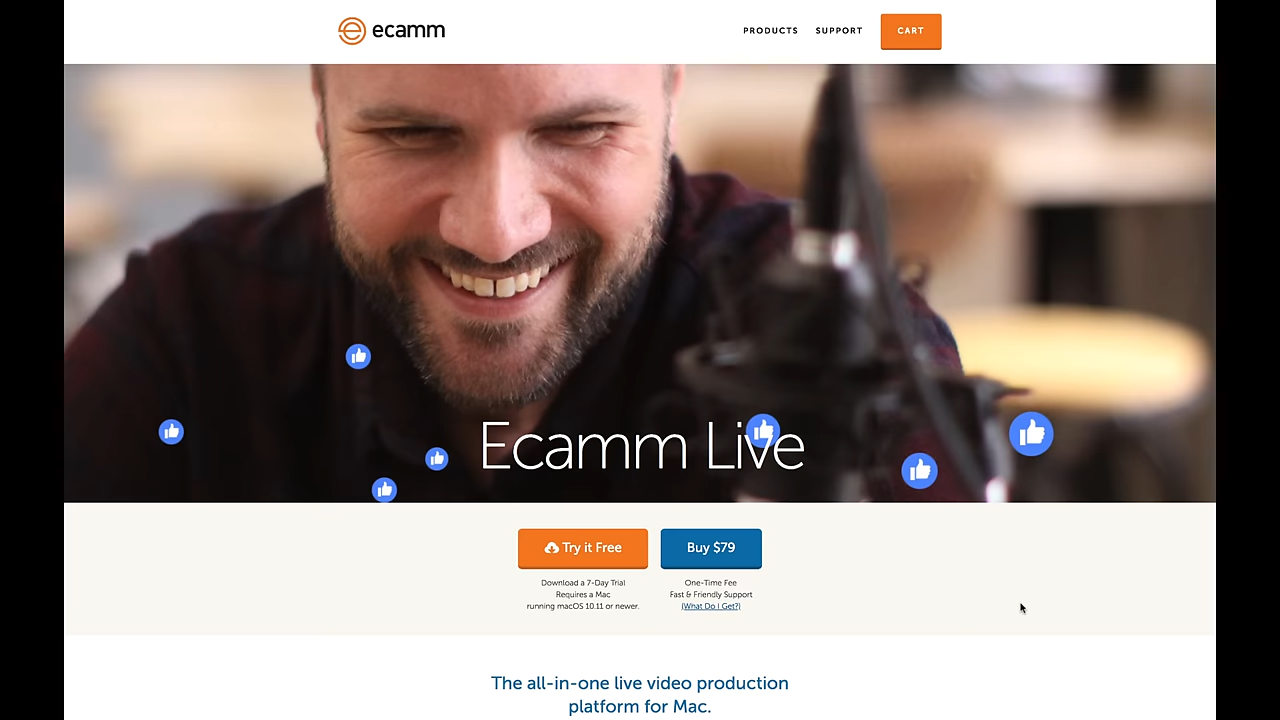 ecamm
PRODUCTS
SUPPORT
CART
Ecamm Live
Try it Free
Buy $79
Download a 7-Day Trial
Requires a Mac
running macOS 10.11 or newer.
One-Time Fee
Fast & Friendly Support
(What Do I Get?)
The all-in-one live video production
platform for Mac.